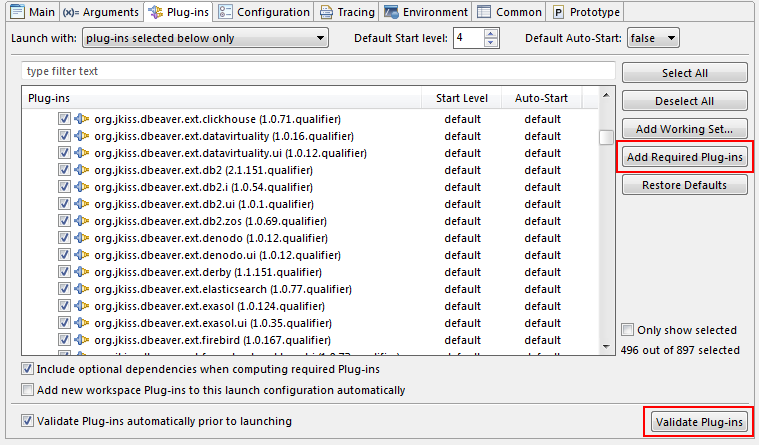 Main (x)= Arguments Plug-ins Configuration Tracing Environment Common P Prototype
Launch with: plug-ins selected below only Default Start level: 4 Default Auto-Start: false
type filter text
Select All
Plug-ins Start Level Auto-Start
Deselect All
org.jkiss.dbeaver.ext.clickhouse (1.0.71.qualifier) default default
org.jkiss.dbeaver.ext.datavirtuality (1.0.16.qualifier) default default
Add Working Set...
org.jkiss.dbeaver.ext.datavirtuality.ui (1.0.12.qualifier) default default
Add Required Plug-ins
org.jkiss.dbeaver.ext.db2 (2.1.151.qualifier) default default
org.jkiss.dbeaver.ext.db2.i (1.0.54.qualifier) default default
Restore Defaults
org.jkiss.dbeaver.ext.db2.ui (1.0.1.qualifier) default default
org.jkiss.dbeaver.ext.db2.zos (1.0.69.qualifier) default default
org.jkiss.dbeaver.ext.denodo (1.0.12.qualifier) default default
org.jkiss.dbeaver.ext.denodo.ui (1.0.12.qualifier) default default
org.jkiss.dbeaver.ext.derby (1.1.151.qualifier) default default
org.jkiss.dbeaver.ext.elasticsearch (1.0.77.qualifier) default default
org.jkiss.dbeaver.ext.exasol (1.0.124.qualifier) default default
org.jkiss.dbeaver.ext.exasol.ui (1.0.35.qualifier) default default
org.jkiss.dbeaver.ext.firebird (1.0.167.qualifier) default default
Only show selected
496 out of 897 selected
Include optional dependencies when computing required Plug-ins
Add new workspace Plug-ins to this launch configuration automatically
Validate Plug-ins automatically prior to launching
Validate Plug-ins